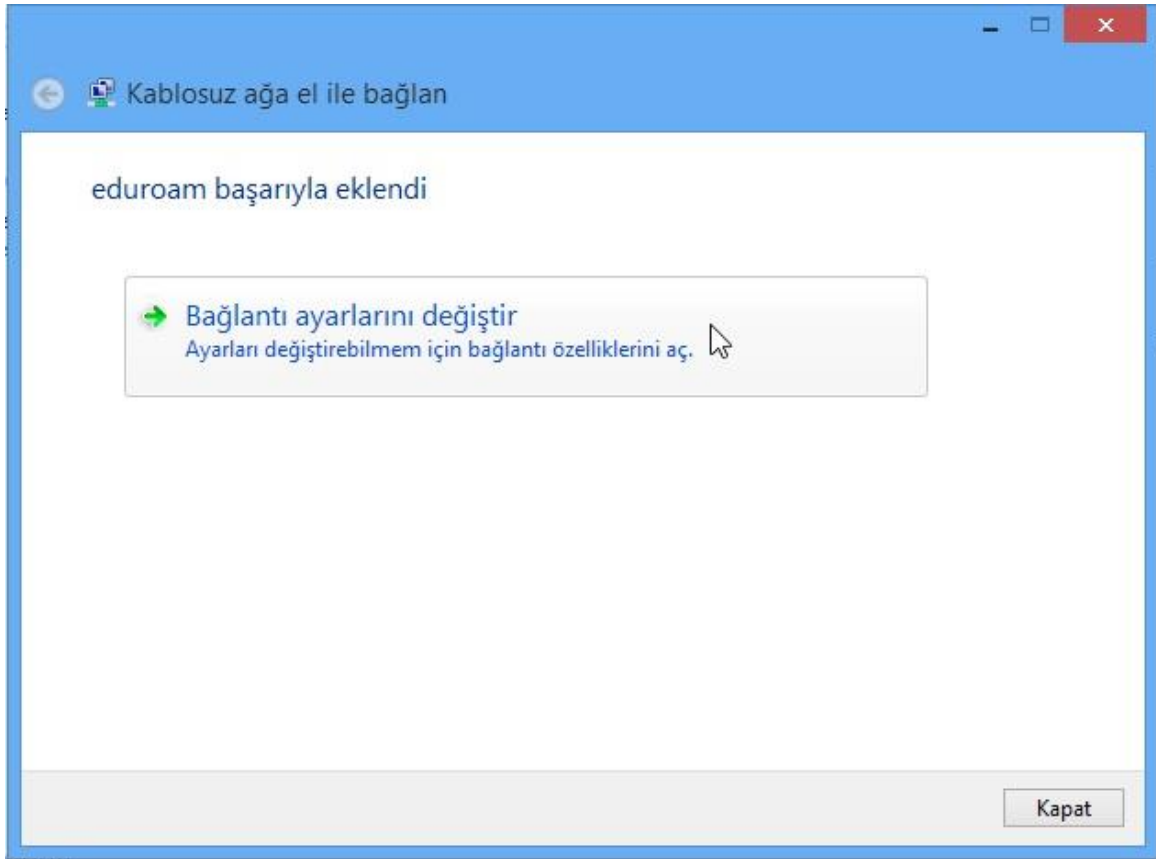 Kablosuz ağa el ile bağlan
eduroam başarıyla eklendi
Bağlantı ayarlarını değiştir
Ayarları değiştirebilmem için bağlantı özelliklerini aç.
Kapat